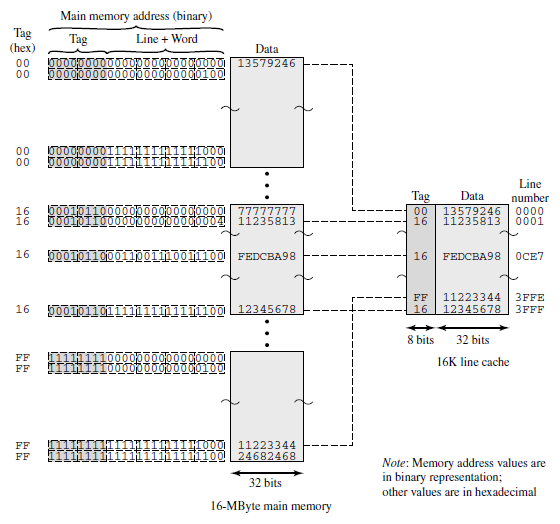 Main memory address (binary)
Tag
(hex)
Tag
Line + Word
Data
00 000000000000000000000000 13579246
00 000000000000000000000100
00 000000001111111111111000
00 000000001111111111111100
Line
Tag Data number
16 000101100000000000000000 77777777 00 13579246 0000
16 11235813 16 11235813 0001
16 000101100011001110011100 FEDCBA98 16 FEDCBA98 0CE7
FF 11223344 3FFE
16 000101101111111111111100 12345678 16 12345678 3FFF
8 bits 32 bits
16K line cache
FF 111111110000000000000000
FF 111111110000000000000100
FF 111111111111111111111000 11223344
FF 111111111111111111111100 24682468
32 bits
16-MByte main memory
Note: Memory address values are
in binary representation;
other values are in hexadecimal